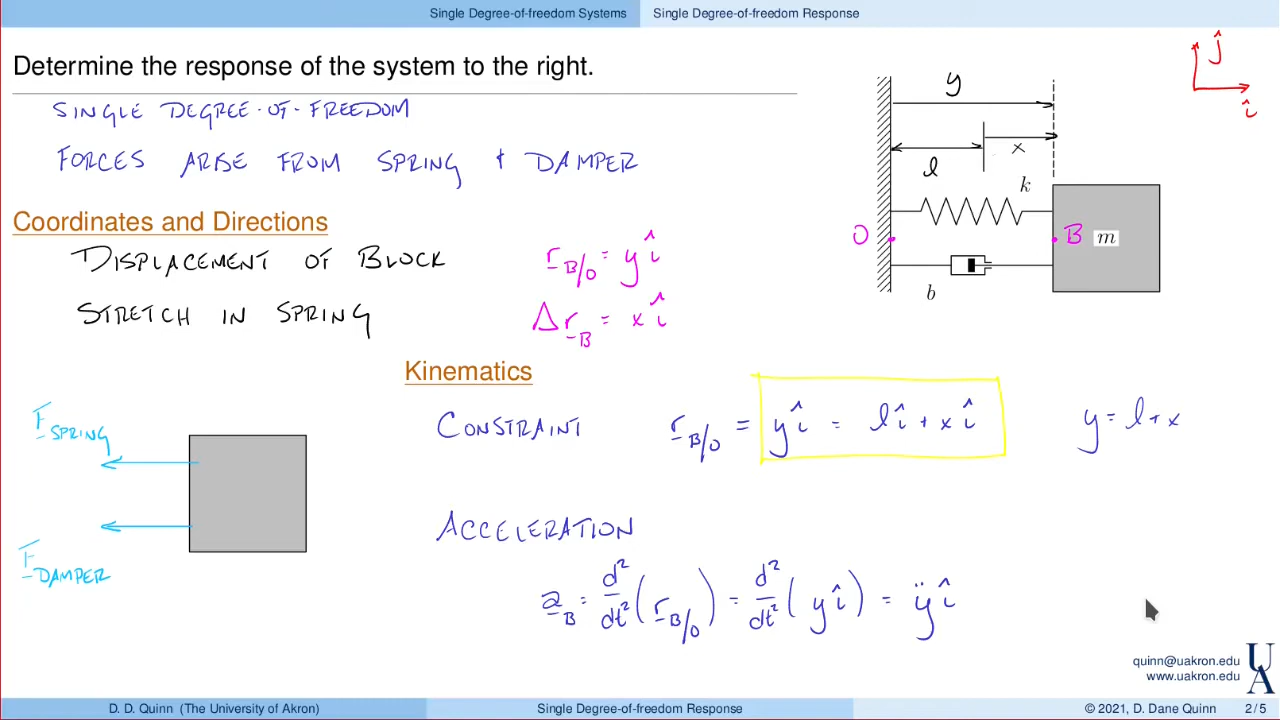 Single Degree-of-freedom Systems Single Degree-of-freedom Response
Determine the response of the system to the right.
SINGLE DEGREE-OF-FREEDOM
FORCES ARISE FROM SPRING & DAMPER
ĵ
î
y
l x
k
O B m
b
Coordinates and Directions
DISPLACEMENT OF BLOCK r_B/O = y î
STRETCH IN SPRING Δr_B = x î
Kinematics
CONSTRAINT r_B/O = y î = l î + x î y = l + x
F_SPRING
F_DAMPER
ACCELERATION
a_B = d²/dt² (r_B/O) = d²/dt² (y î) = ÿ î
quinn@uakron.edu
www.uakron.edu
UA
D. D. Quinn (The University of Akron) Single Degree-of-freedom Response © 2021, D. Dane Quinn 2/5